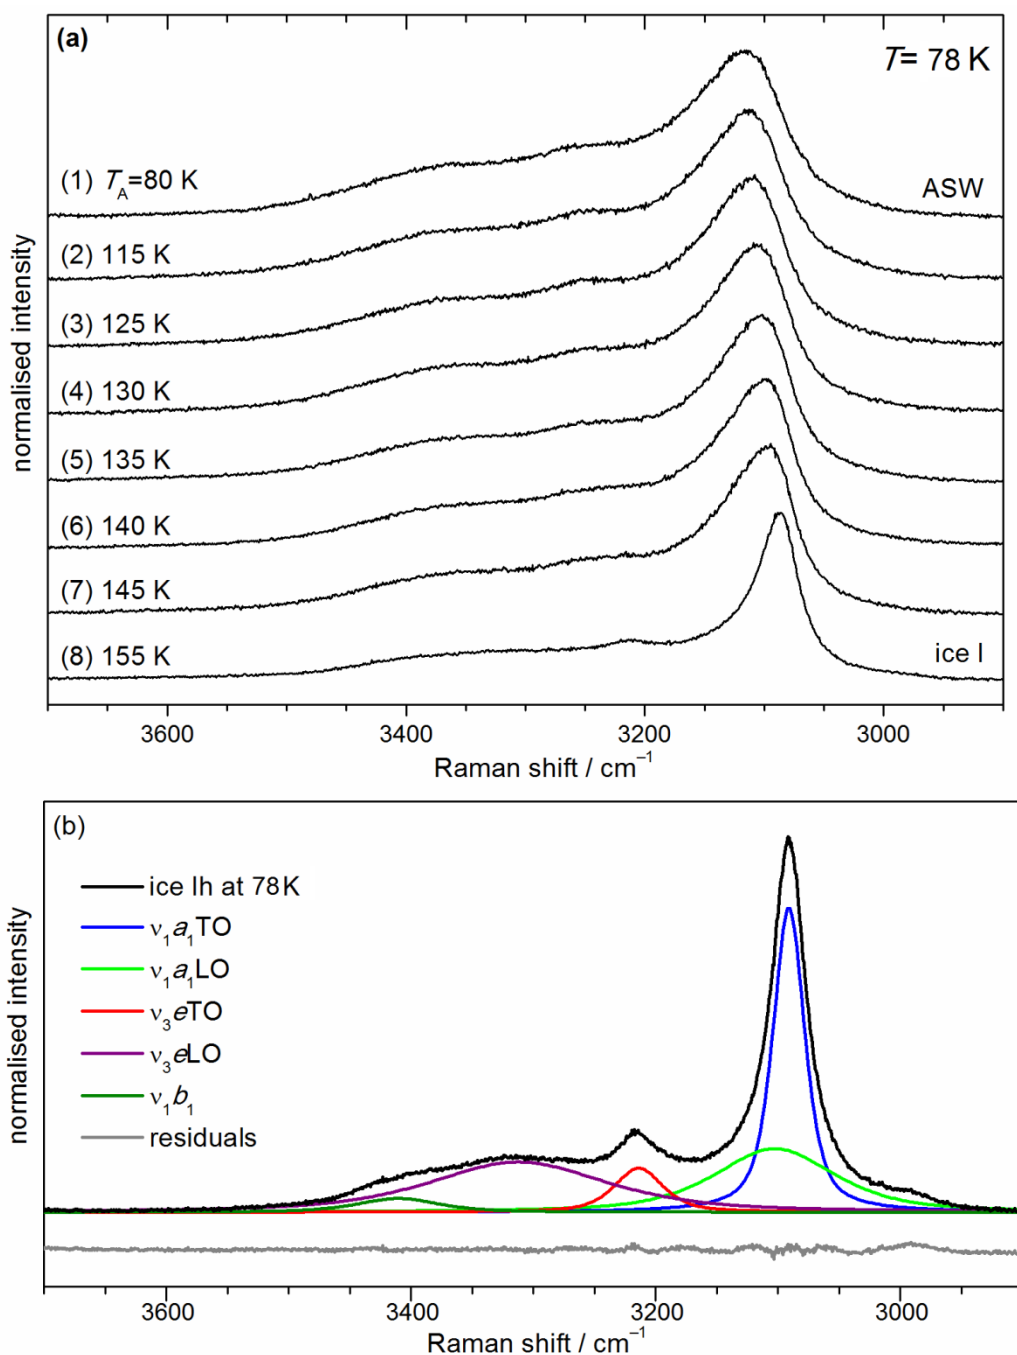 (a)
T= 78 K
(1) T_A=80 K
ASW
(2) 115 K
(3) 125 K
(4) 130 K
(5) 135 K
(6) 140 K
(7) 145 K
(8) 155 K
ice I
normalised intensity
3600 3400 3200 3000
Raman shift / cm⁻¹
(b)
ice Ih at 78K
ν₁a₁TO
ν₁a₁LO
ν₃eTO
ν₃eLO
ν₁b₁
residuals
normalised intensity
3600 3400 3200 3000
Raman shift / cm⁻¹